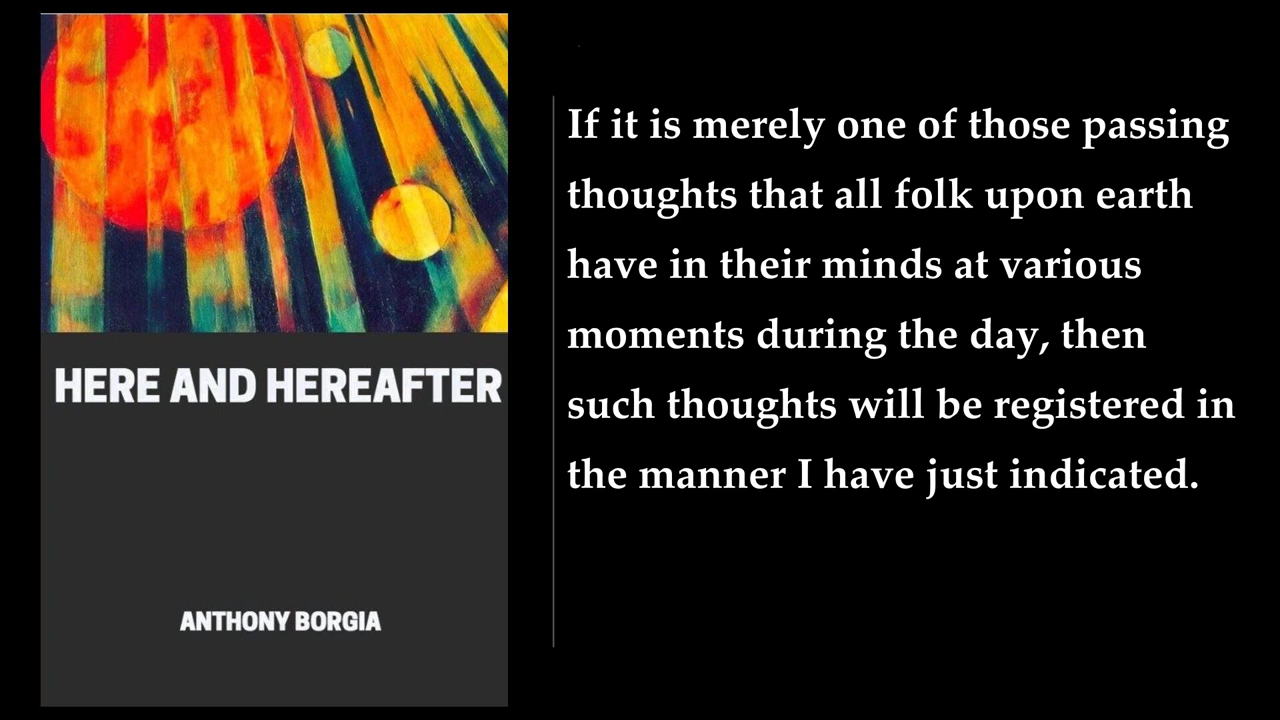 HERE AND HEREAFTER
ANTHONY BORGIA
If it is merely one of those passing
thoughts that all folk upon earth
have in their minds at various
moments during the day, then
such thoughts will be registered in
the manner I have just indicated.